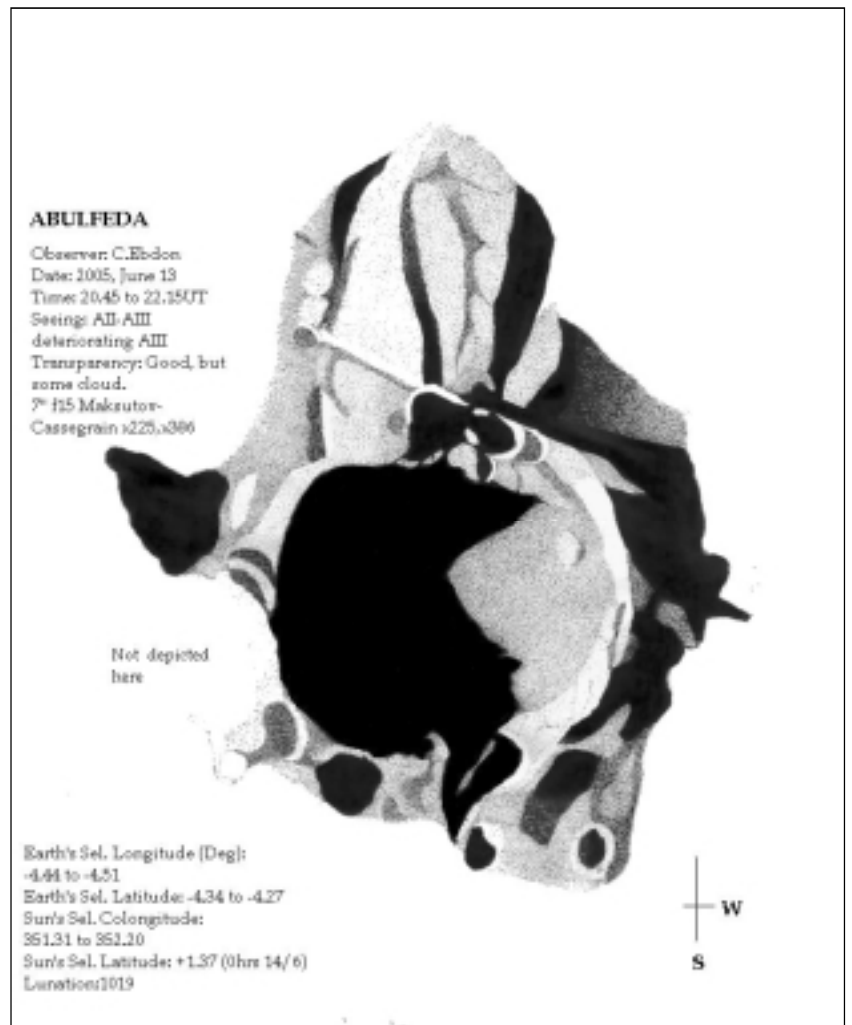 ABULFEDA
Observer: C.Ebdon
Date: 2005, June 13
Time: 20.45 to 22.15UT
Seeing: AII-AIII
deteriorating AIII
Transparency: Good, but
some cloud.
7" f15 Maksutov-
Cassegrain x225,x386
Not depicted
here
Earth's Sel. Longitude (Deg):
-4.44 to -4.51
Earth's Sel. Latitude: -4.34 to -4.27
Sun's Sel. Colongitude:
351.31 to 352.20
Sun's Sel. Latitude: +1.37 (0hrs 14/6)
Lunation:1019
W
S